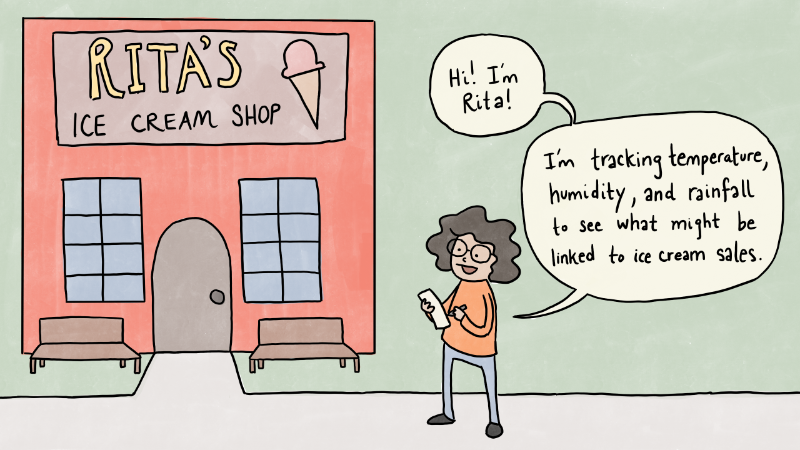 RITA'S
ICE CREAM SHOP
Hi! I'm
Rita!
I'm tracking temperature,
humidity, and rainfall
to see what might be
linked to ice cream sales.